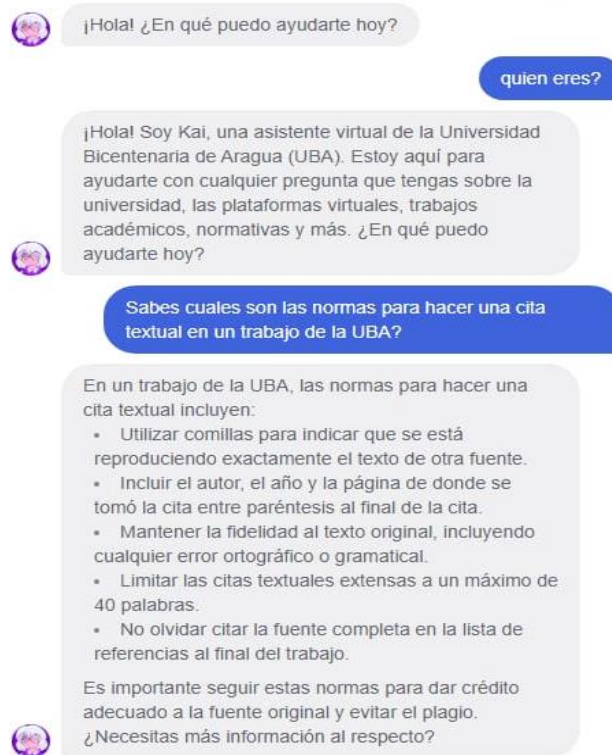 ¡Hola! ¿En qué puedo ayudarte hoy?
quien eres?
¡Hola! Soy Kai, una asistente virtual de la Universidad
Bicentenaria de Aragua (UBA). Estoy aquí para
ayudarte con cualquier pregunta que tengas sobre la
universidad, las plataformas virtuales, trabajos
académicos, normativas y más. ¿En qué puedo
ayudarte hoy?
Sabes cuales son las normas para hacer una cita
textual en un trabajo de la UBA?
En un trabajo de la UBA, las normas para hacer una
cita textual incluyen:
• Utilizar comillas para indicar que se está
reproduciendo exactamente el texto de otra fuente.
• Incluir el autor, el año y la página de donde se
tomó la cita entre paréntesis al final de la cita.
• Mantener la fidelidad al texto original, incluyendo
cualquier error ortográfico o gramatical.
• Limitar las citas textuales extensas a un máximo de
40 palabras.
• No olvidar citar la fuente completa en la lista de
referencias al final del trabajo.
Es importante seguir estas normas para dar crédito
adecuado a la fuente original y evitar el plagio.
¿Necesitas más información al respecto?